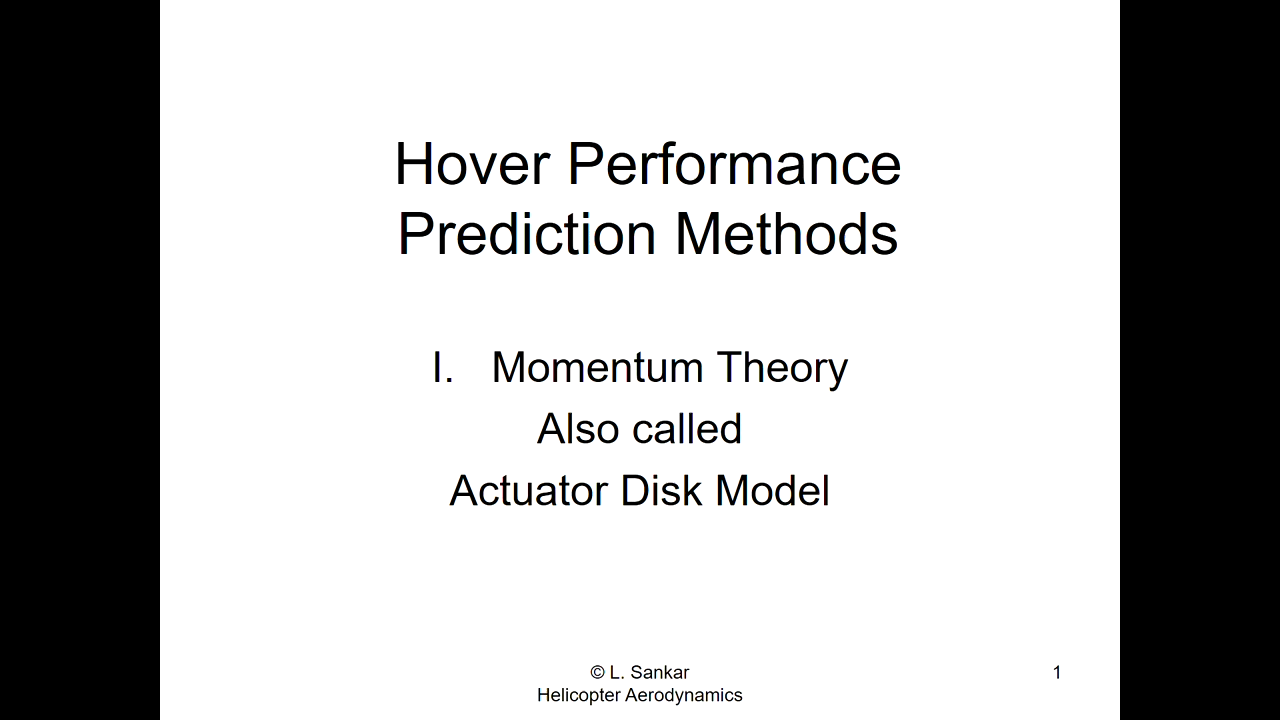 Hover Performance
Prediction Methods
I. Momentum Theory
Also called
Actuator Disk Model
© L. Sankar
Helicopter Aerodynamics
1